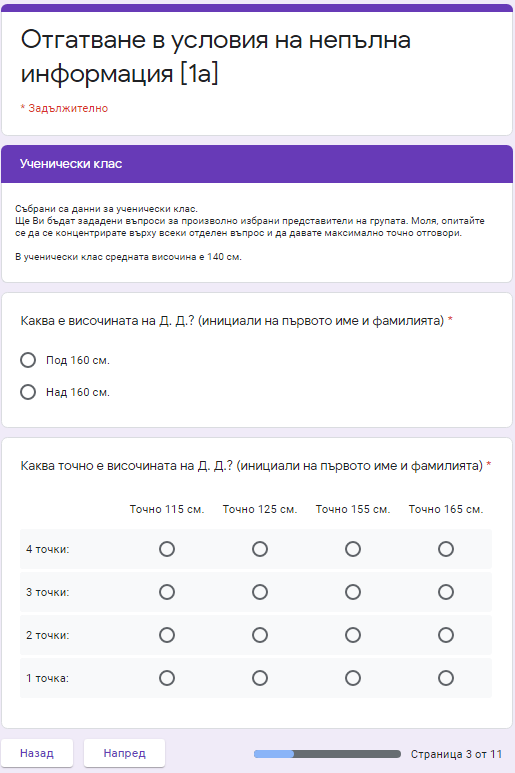 Отгатване в условия на непълна
информация [1а]
* Задължително
Ученически клас
Събрани са данни за ученически клас.
Ще Ви бъдат зададени въпроси за произволно избрани представители на групата. Моля, опитайте
се да се концентрирате върху всеки отделен въпрос и да давате максимално точно отговори.
В ученически клас средната височина е 140 см.
Каква е височината на Д. Д.? (инициали на първото име и фамилията) *
Под 160 см.
Над 160 см.
Каква точно е височината на Д. Д.? (инициали на първото име и фамилията) *
Точно 115 см. Точно 125 см. Точно 155 см. Точно 165 см.
4 точки:
3 точки:
2 точки:
1 точка:
Назад Напред Страница 3 от 11